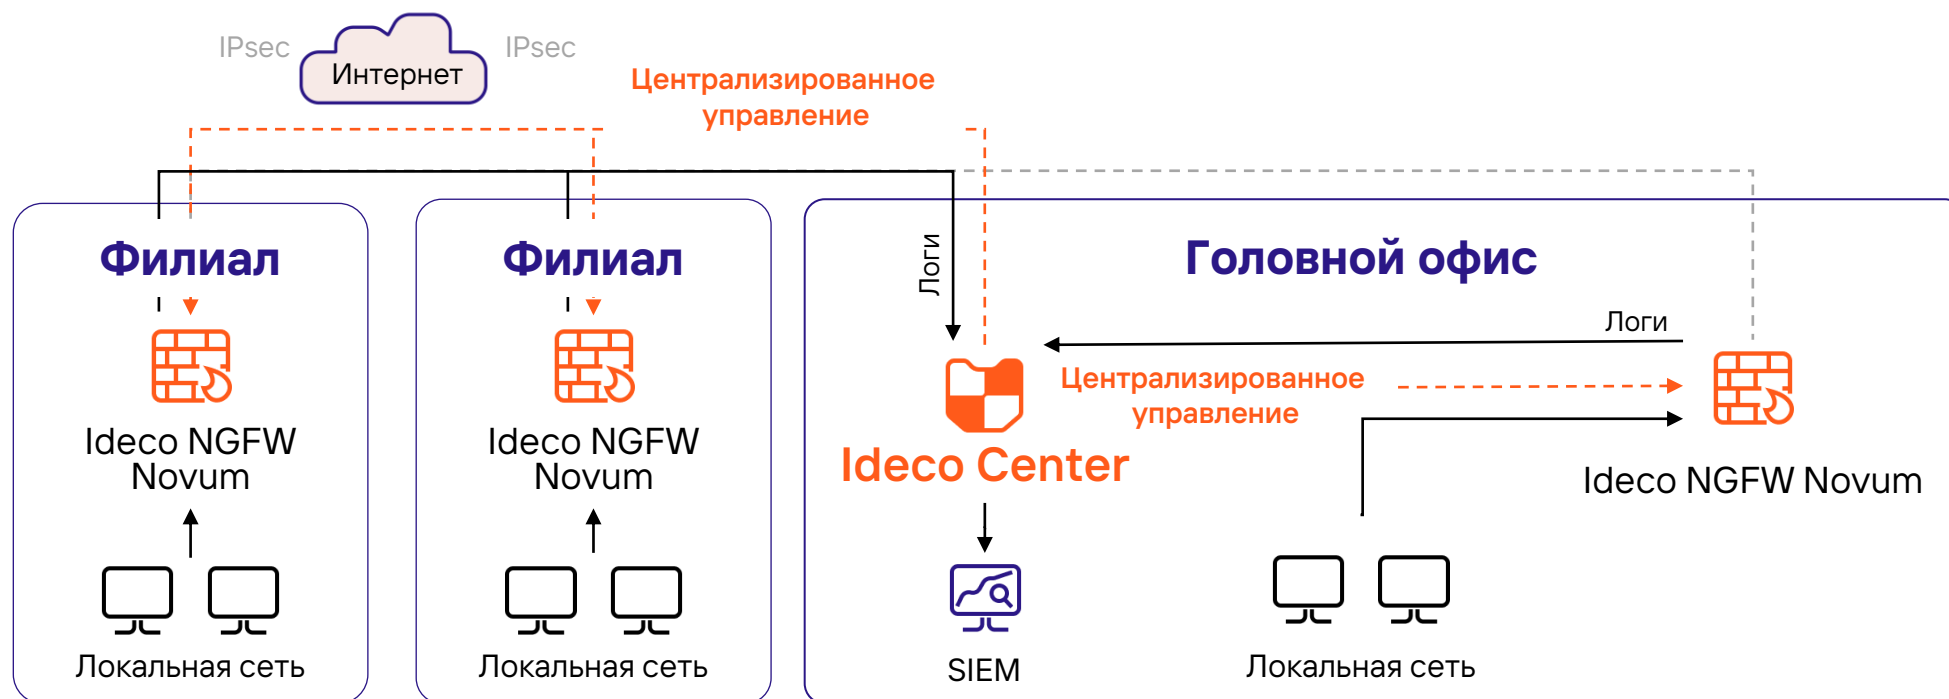 IPsec
Интернет
IPsec
Централизированное
управление
Филиал
Ideco NGFW
Novum
Локальная сеть
Филиал
Ideco NGFW
Novum
Локальная сеть
Головной офис
Логи
Логи
Централизированное
управление
Ideco Center
Ideco NGFW Novum
SIEM
Локальная сеть